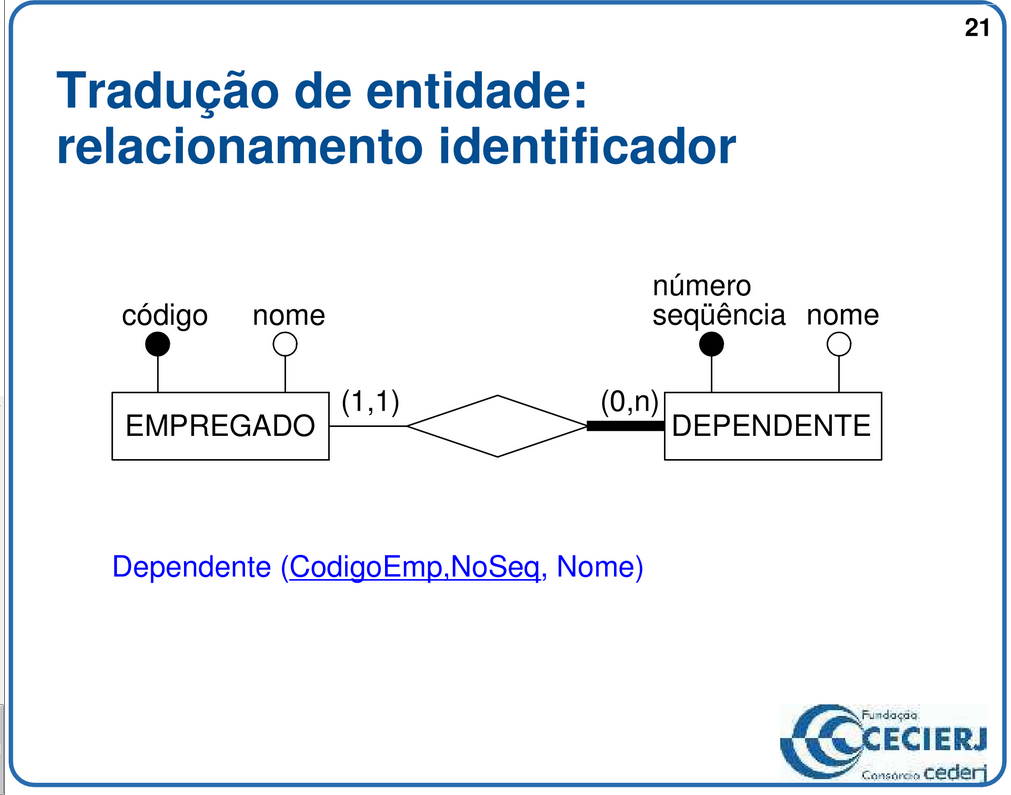 21
Tradução de entidade:
relacionamento identificador
número
código nome seqüência nome
(1,1) (0,n)
EMPREGADO DEPENDENTE
Dependente (CodigoEmp,NoSeq, Nome)
Fundação
CECIERJ
Consórcio cederj